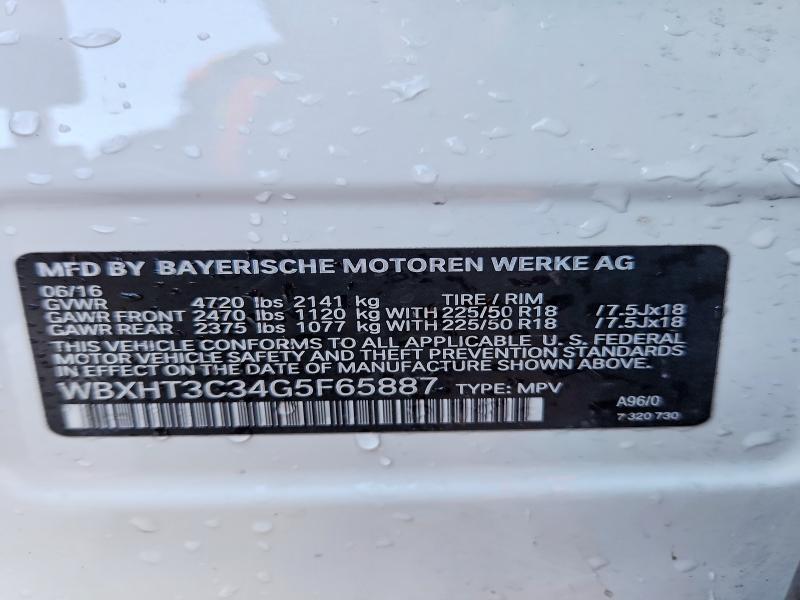 MFD BY BAYERISCHE MOTOREN WERKE AG
06/16
GVWR 4720 lbs 2141 kg TIRE / RIM
GAWR FRONT 2470 lbs 1120 kg WITH 225/50 R18 /7.5Jx18
GAWR REAR 2375 lbs 1077 kg WITH 225/50 R18 /7.5Jx18
THIS VEHICLE CONFORMS TO ALL APPLICABLE U. S. FEDERAL
MOTOR VEHICLE SAFETY AND THEFT PREVENTION STANDARDS
IN EFFECT ON THE DATE OF MANUFACTURE SHOWN ABOVE.
WBXHT3C34G5F65887 TYPE: MPV
A96/0
7 320 730